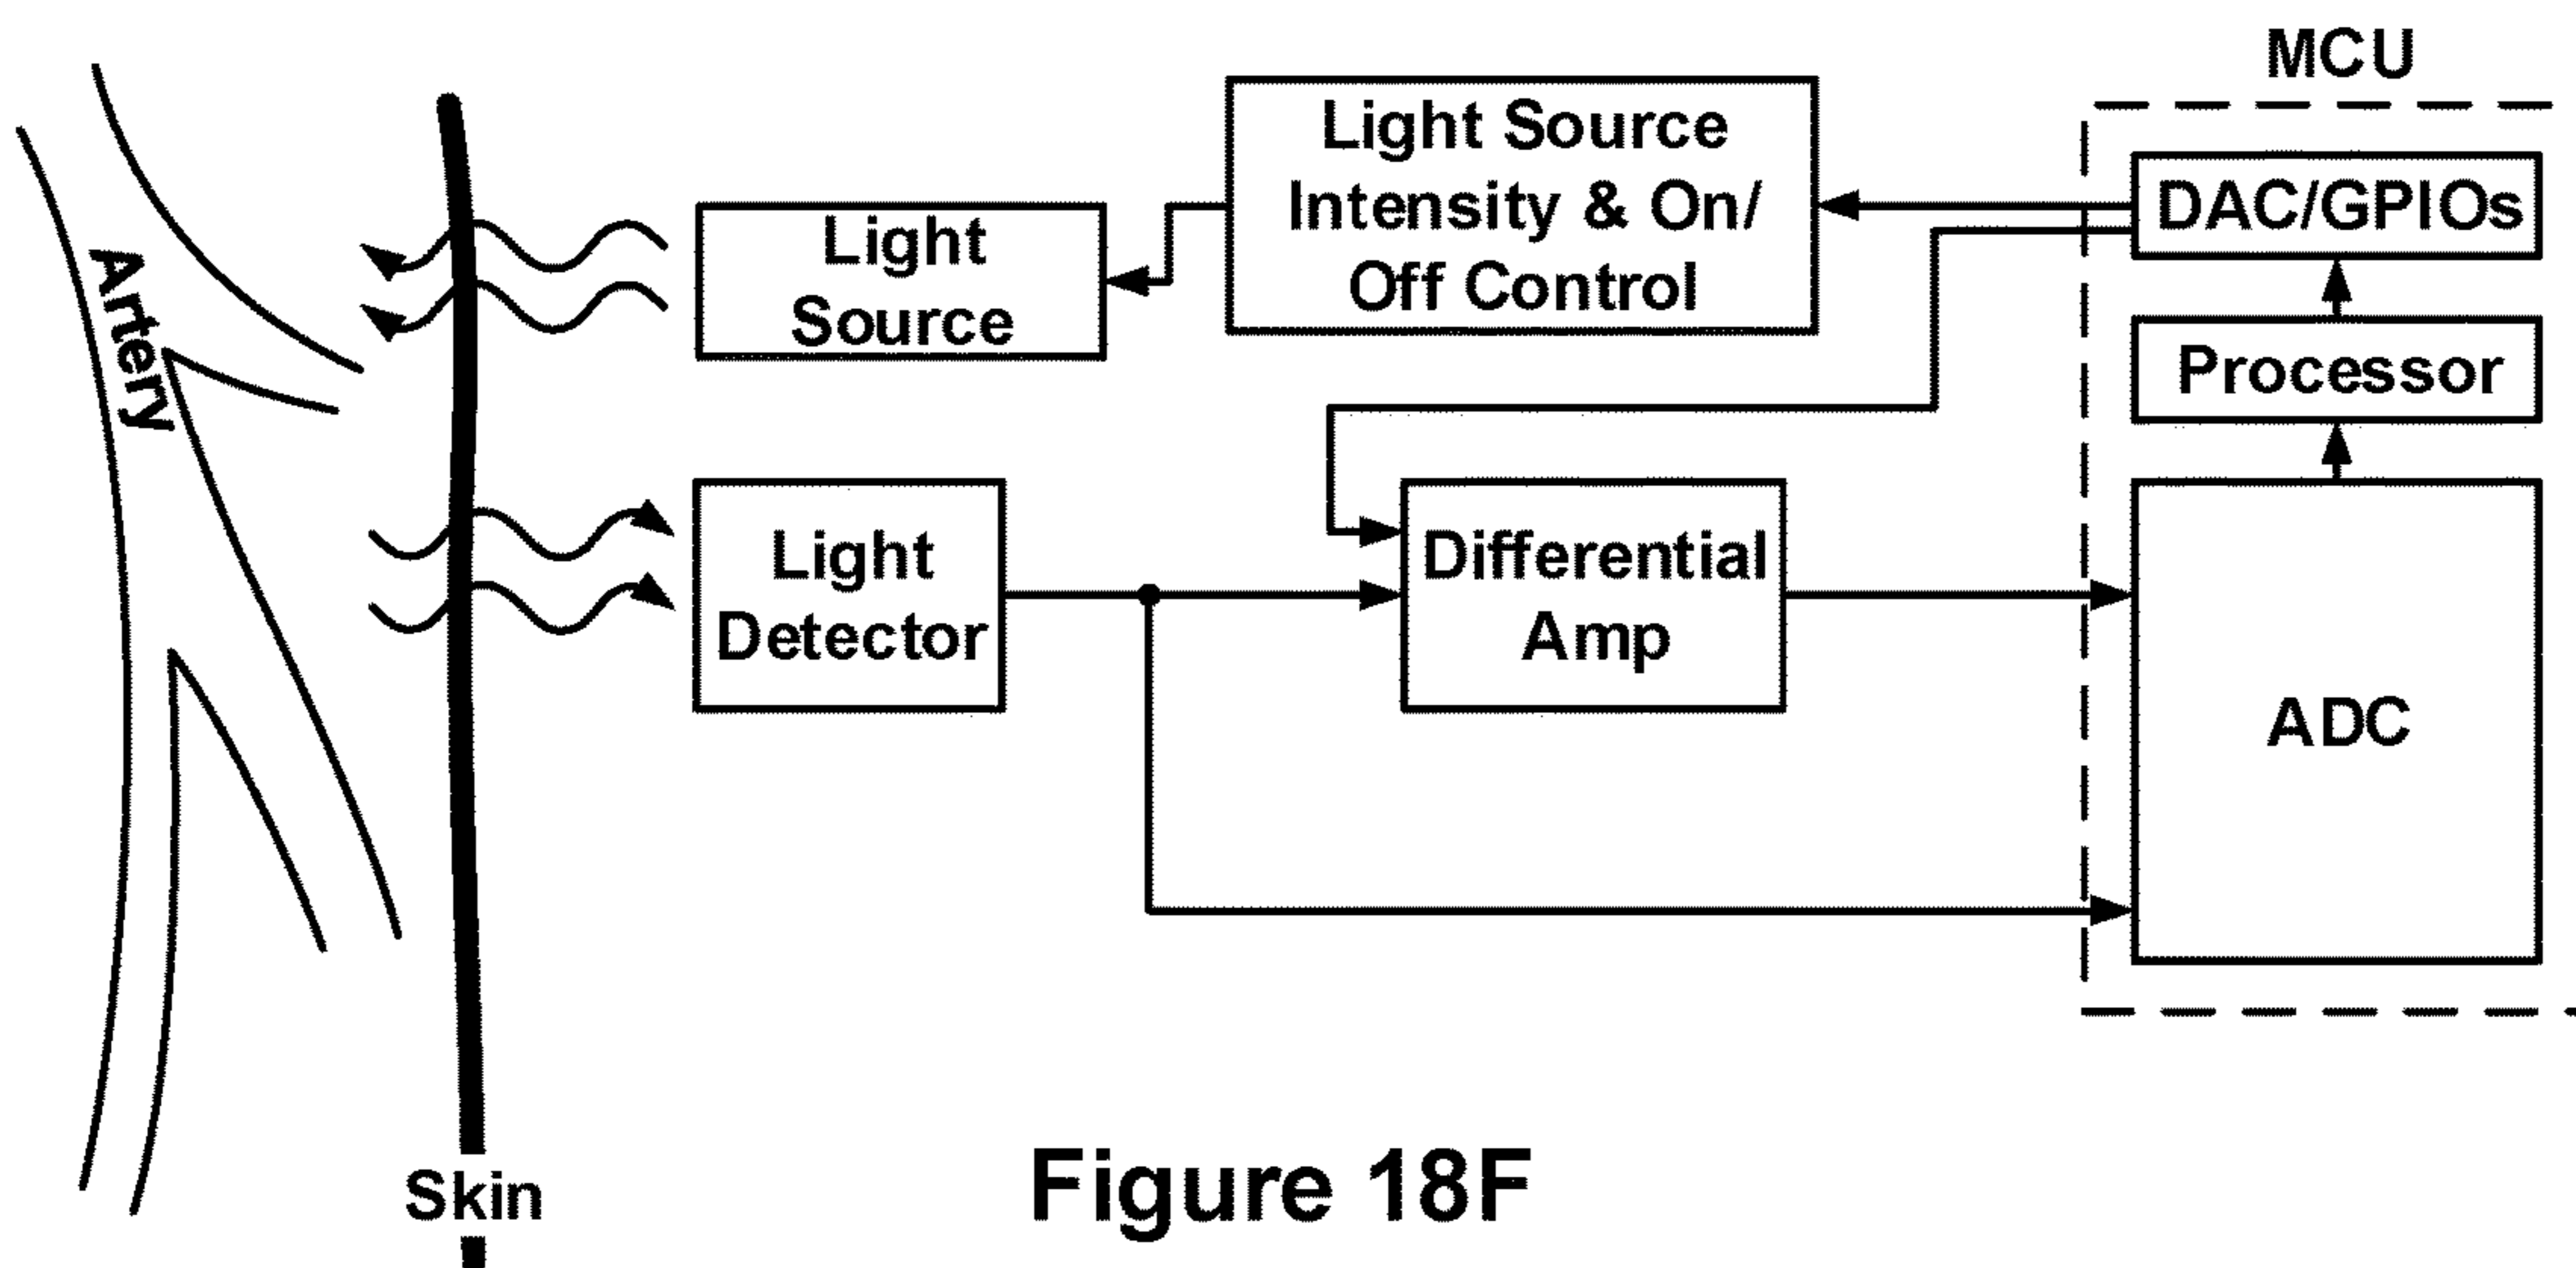 MCU
Light Source
Intensity & On/
Off Control
DAC/GPIOs
Light
Source
Artery
Processor
Light
Detector
Differential
Amp
ADC
Skin
Figure 18F